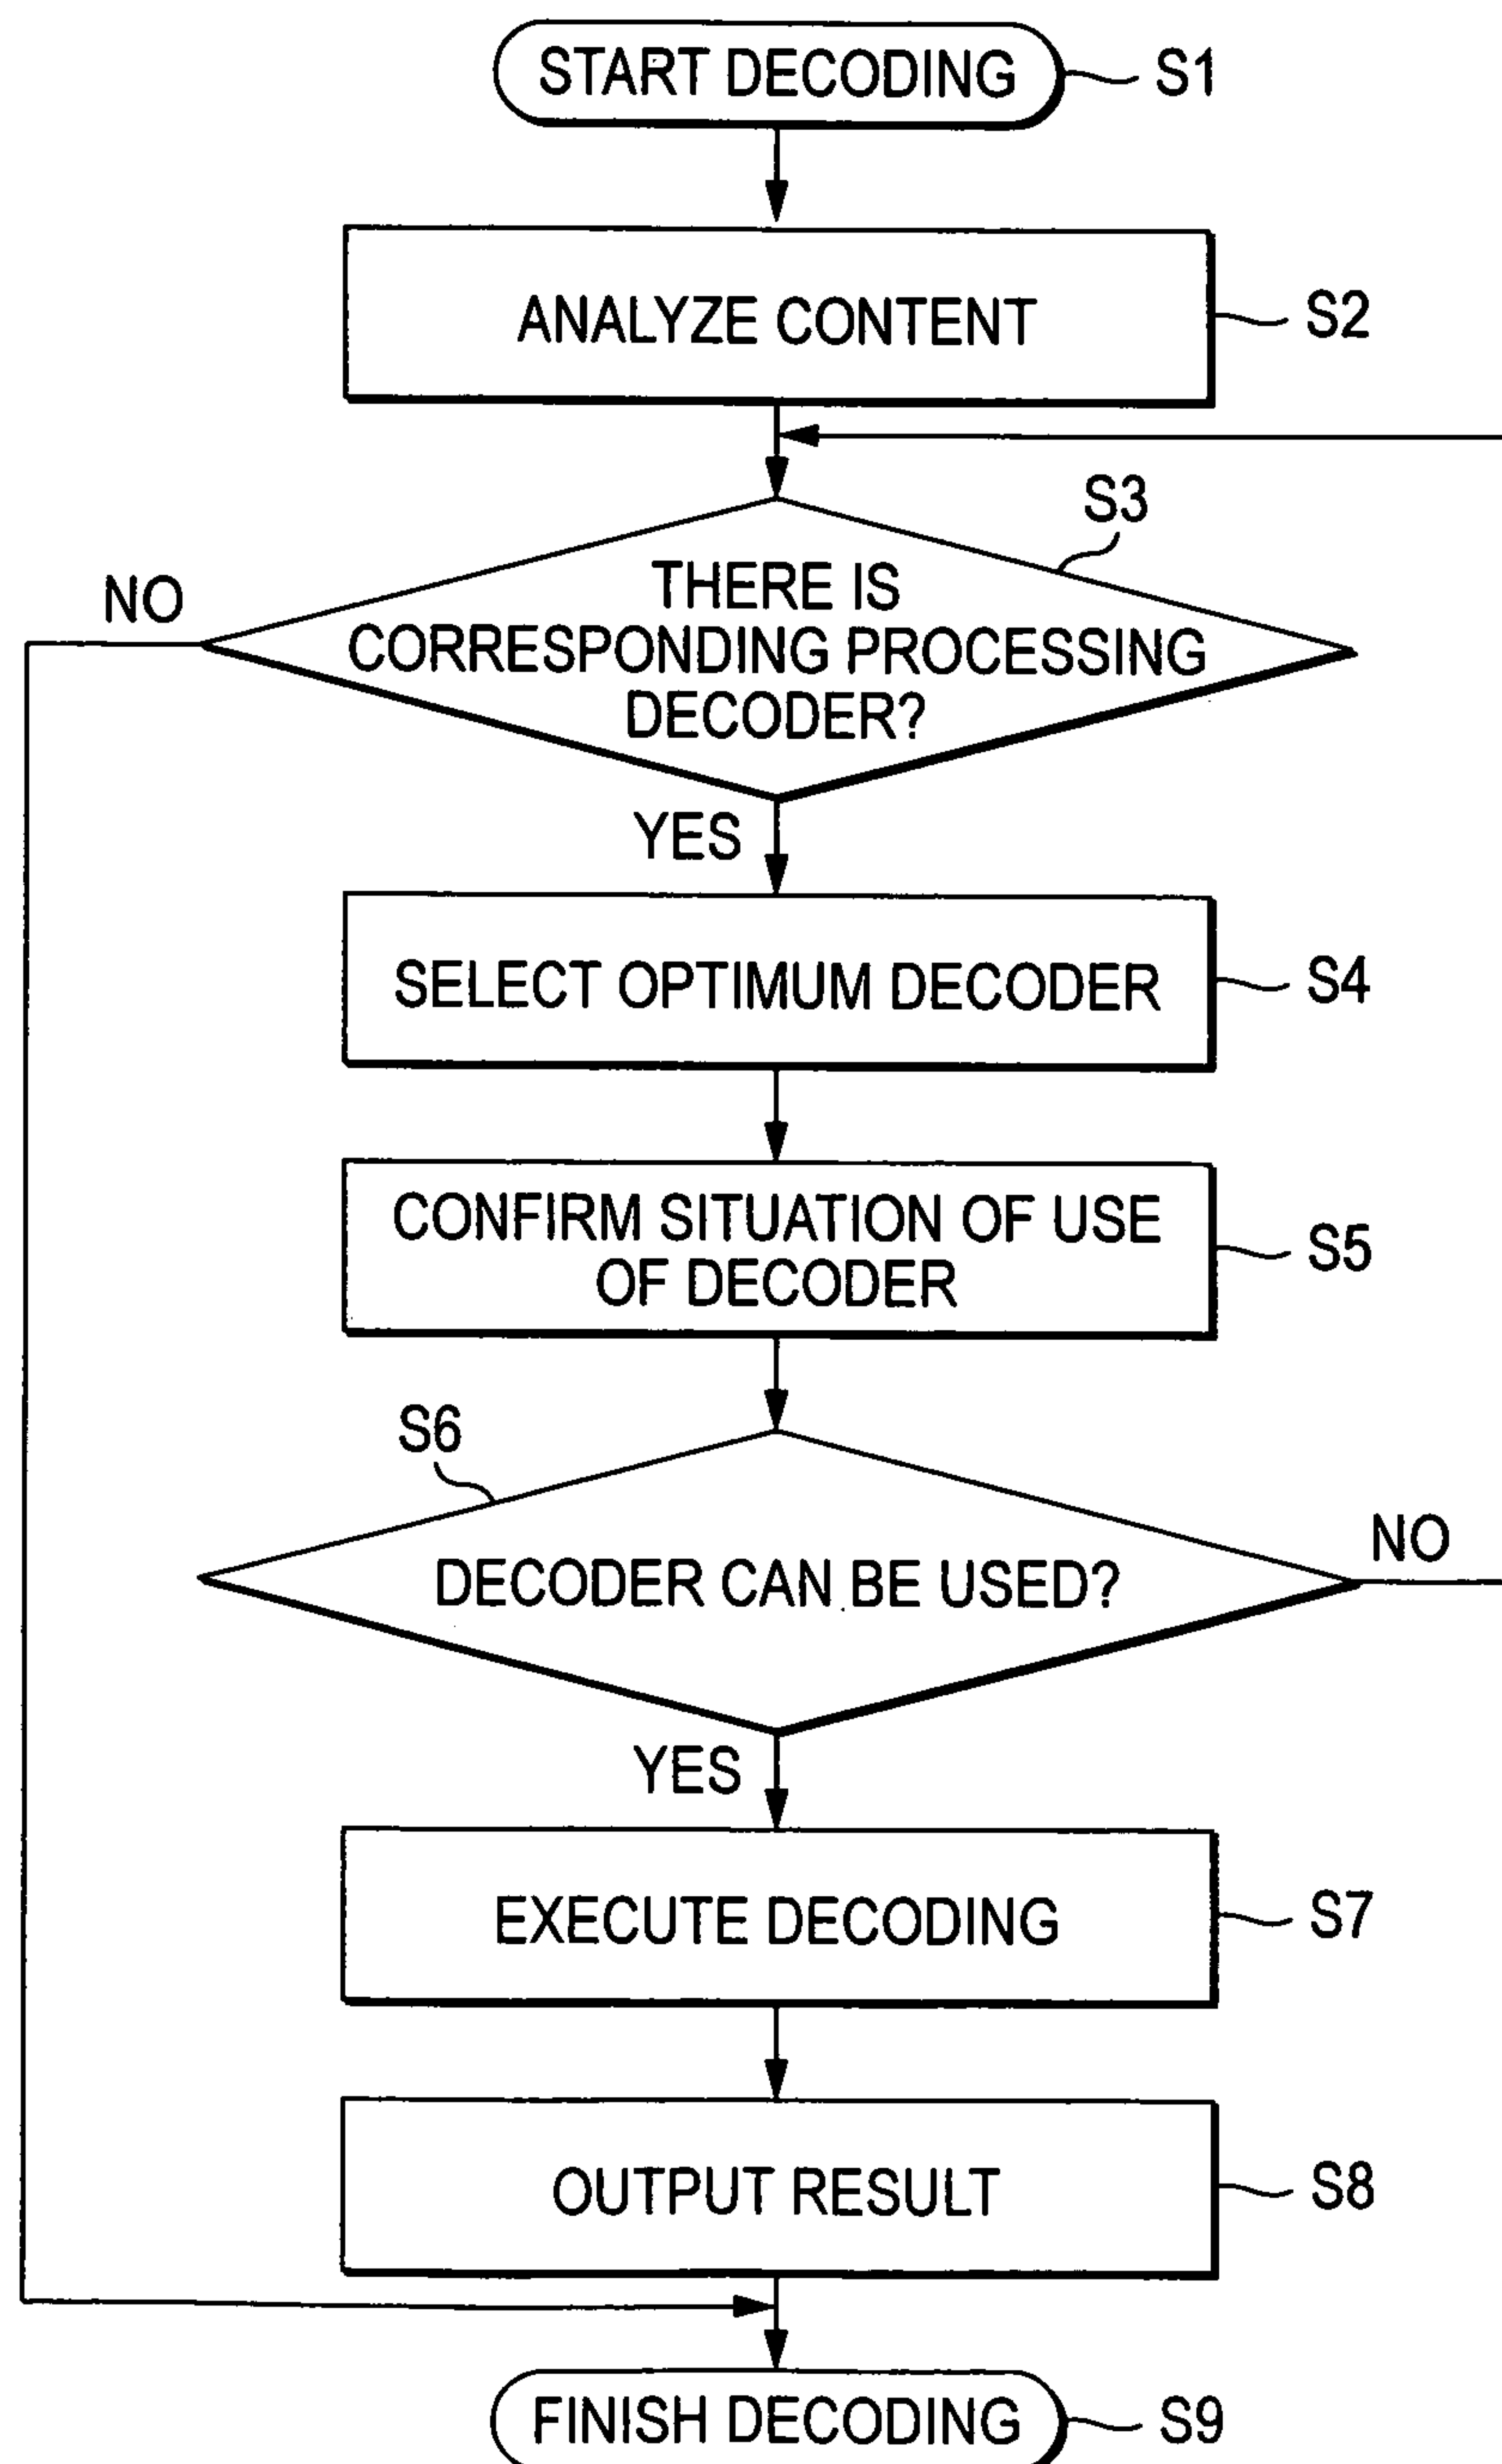 START DECODING
S1
ANALYZE CONTENT
S2
S3
NO
THERE IS
CORRESPONDING PROCESSING
DECODER?
YES
SELECT OPTIMUM DECODER
S4
CONFIRM SITUATION OF USE
OF DECODER
S5
S6
NO
DECODER CAN BE USED?
YES
EXECUTE DECODING
S7
OUTPUT RESULT
S8
FINISH DECODING
S9